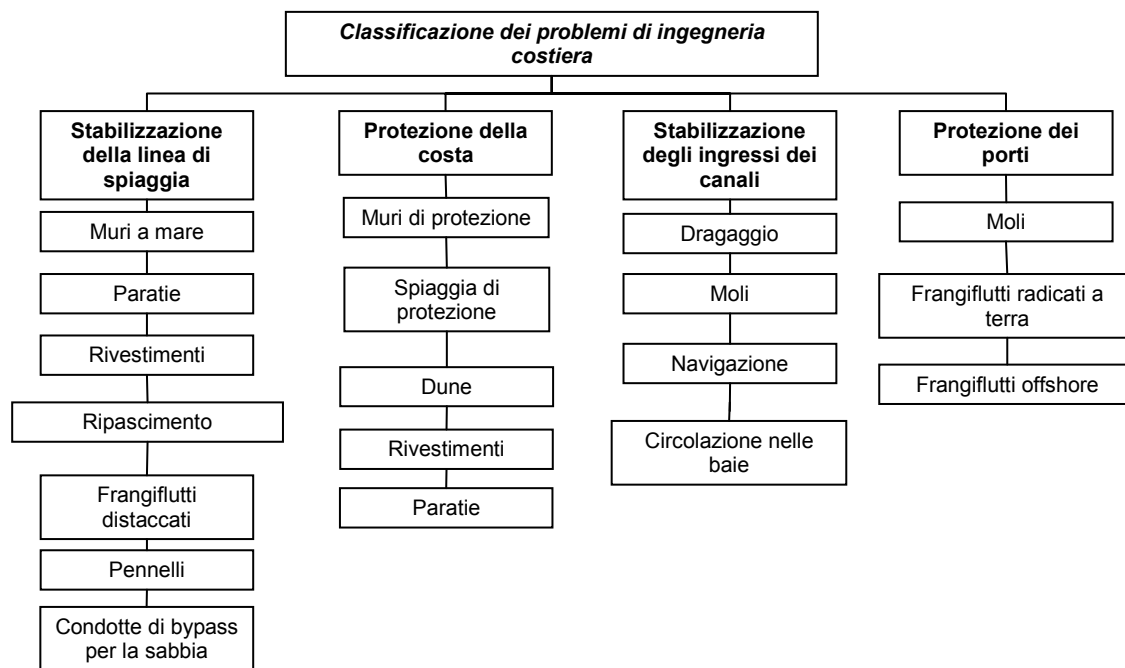 Classificazione dei problemi di ingegneria
costiera
Stabilizzazione
della linea di
spiaggia
Muri a mare
Paratie
Rivestimenti
Ripascimento
Frangiflutti
distaccati
Pennelli
Condotte di bypass
per la sabbia
Protezione della
costa
Muri di protezione
Spiaggia di
protezione
Dune
Rivestimenti
Paratie
Stabilizzazione
degli ingressi dei
canali
Dragaggio
Moli
Navigazione
Circolazione nelle
baie
Protezione dei
porti
Moli
Frangiflutti radicati a
terra
Frangiflutti offshore